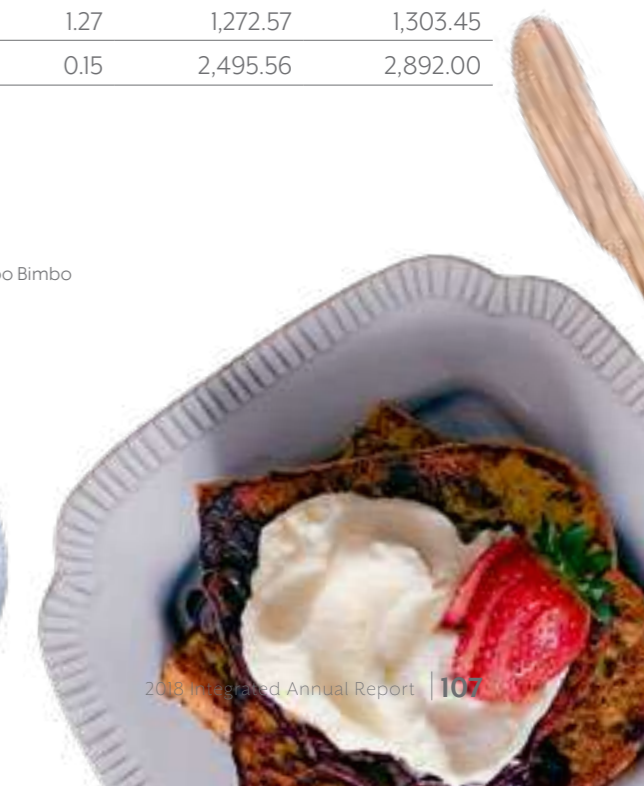 1.27 1,272.57 1,303.45
0.15 2,495.56 2,892.00
o Bimbo
2018 Integrated Annual Report | 107